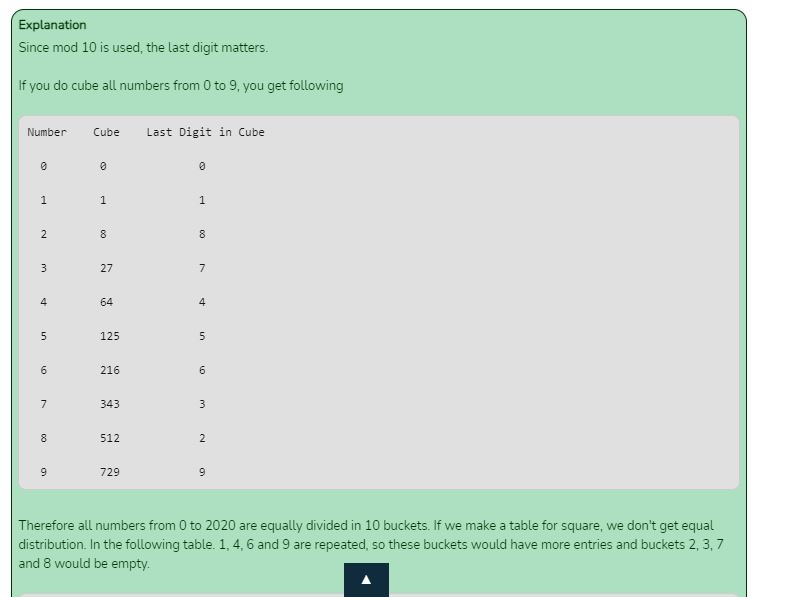 Explanation
Since mod 10 is used, the last digit matters.
If you do cube all numbers from 0 to 9, you get following
Number Cube Last Digit in Cube
0 0 0
1 1 1
2 8 8
3 27 7
4 64 4
5 125 5
6 216 6
7 343 3
8 512 2
9 729 9
Therefore all numbers from 0 to 2020 are equally divided in 10 buckets. If we make a table for square, we don't get equal
distribution. In the following table. 1, 4, 6 and 9 are repeated, so these buckets would have more entries and buckets 2, 3, 7
and 8 would be empty.